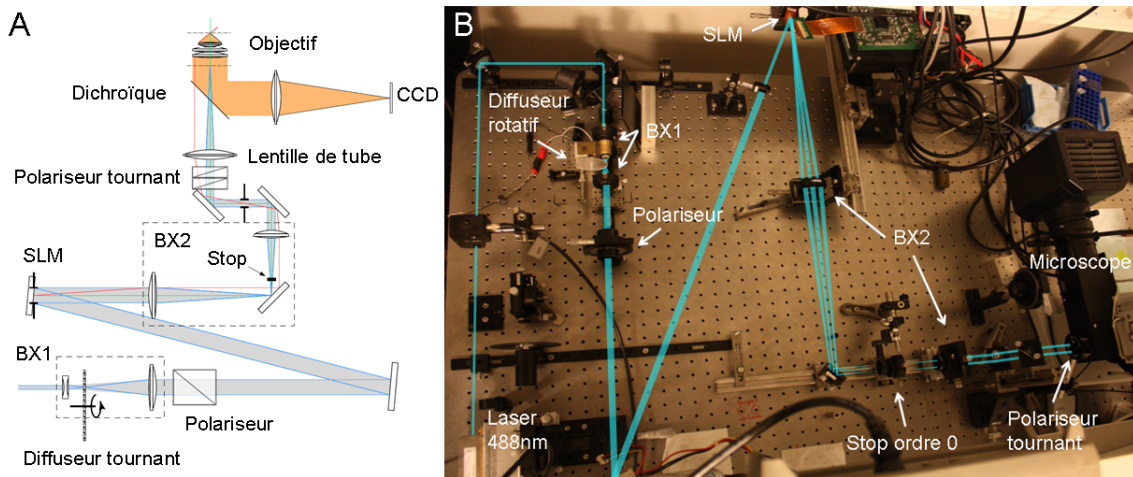 A
Objectif
Dichroïque
CCD
Lentille de tube
Polariseur tournant
BX2
SLM
Stop
BX1
Polariseur
Diffuseur tournant
B
SLM
Diffuseur
rotatif
BX1
Polariseur
BX2
Microscope
Laser
488nm
Stop ordre 0
Polariseur
tournant